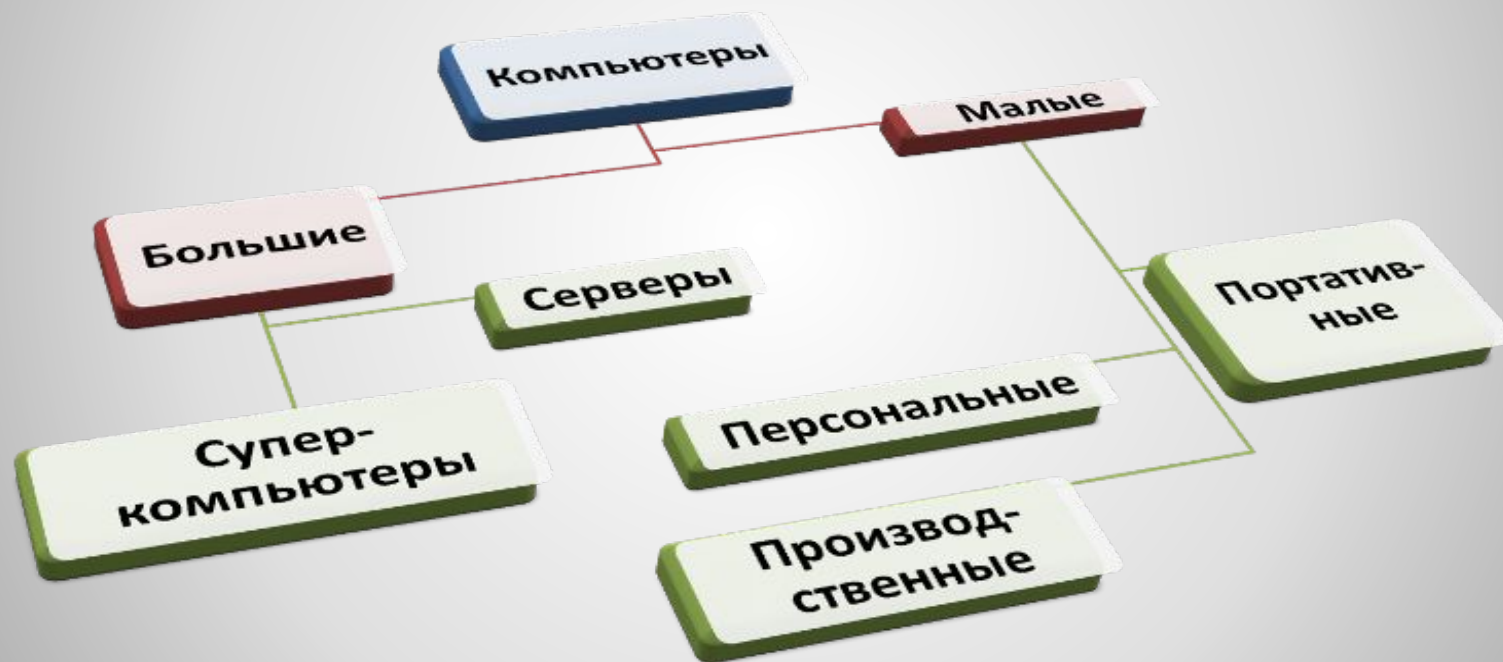 Компьютеры
Малые
Большие
Серверы
Портатив-
ные
Персональные
Супер-
компьютеры
Производ-
ственные